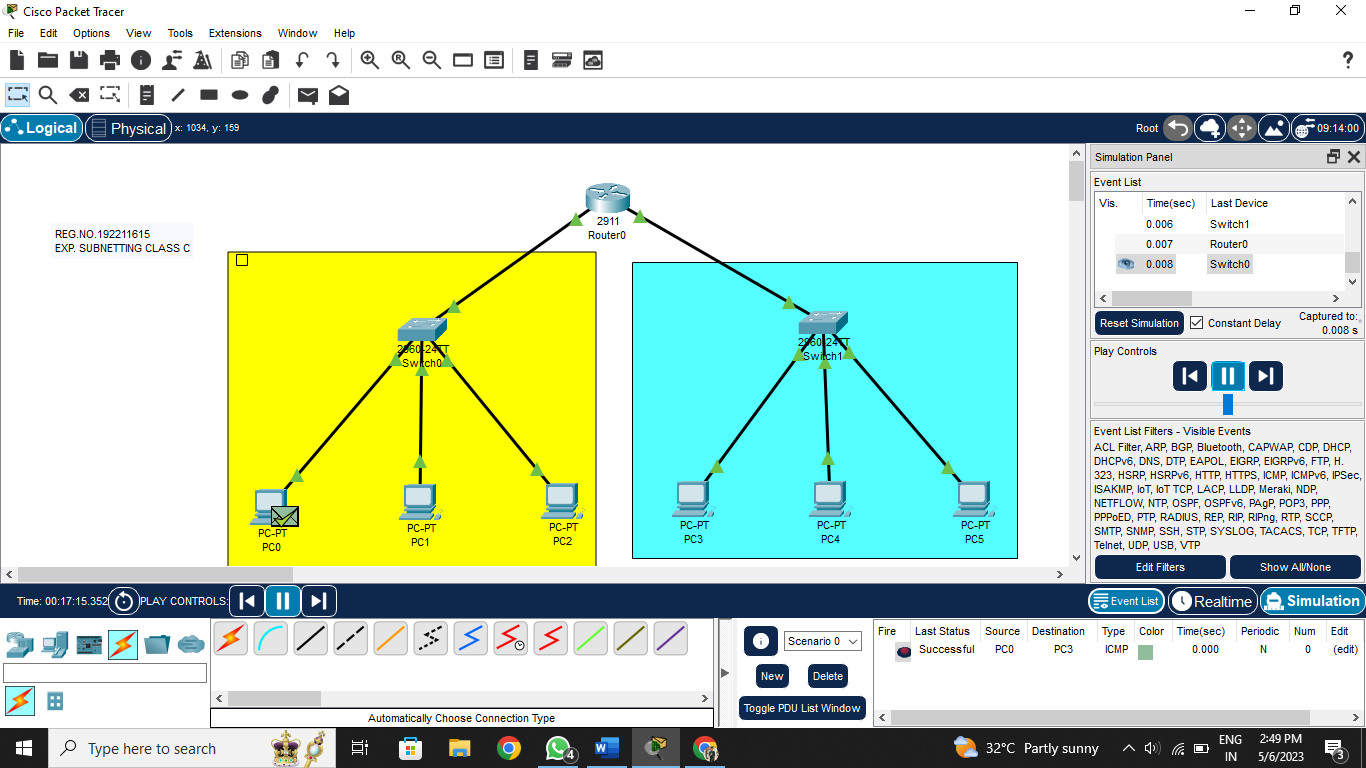 Cisco Packet Tracer
File Edit Options View Tools Extensions Window Help
?
Logical Physical x: 1034, y: 159 Root 09:14:00
Simulation Panel
Event List
Vis. Time(sec) Last Device
0.006 Switch1
0.007 Router0
0.008 Switch0
Reset Simulation Constant Delay Captured to:
0.008 s
Play Controls
Event List Filters - Visible Events
ACL Filter, ARP, BGP, Bluetooth, CAPWAP, CDP, DHCP,
DHCPv6, DNS, DTP, EAPOL, EIGRP, EIGRPv6, FTP, H.
323, HSRP, HSRPv6, HTTP, HTTPS, ICMP, ICMPv6, IPSec,
ISAKMP, IoT, IoT TCP, LACP, LLDP, Meraki, NDP,
NETFLOW, NTP, OSPF, OSPFv6, PAgP, POP3, PPP,
PPPoED, PTP, RADIUS, REP, RIP, RIPng, RTP, SCCP,
SMTP, SNMP, SSH, STP, SYSLOG, TACACS, TCP, TFTP,
Telnet, UDP, USB, VTP
Edit Filters Show All/None
2911
Router0
REG.NO.192211615
EXP. SUBNETTING CLASS C
2960-24TT
Switch0
2960-24TT
Switch1
PC-PT
PC0
PC-PT
PC1
PC-PT
PC2
PC-PT
PC3
PC-PT
PC4
PC-PT
PC5
Time: 00:17:15.352 PLAY CONTROLS: Event List Realtime Simulation
Automatically Choose Connection Type
Scenario 0
New Delete
Toggle PDU List Window
Fire Last Status Source Destination Type Color Time(sec) Periodic Num Edit
Successful PC0 PC3 ICMP 0.000 N 0 (edit)
Type here to search 4 32°C Partly sunny ENG
IN 2:49 PM
5/6/2023 3